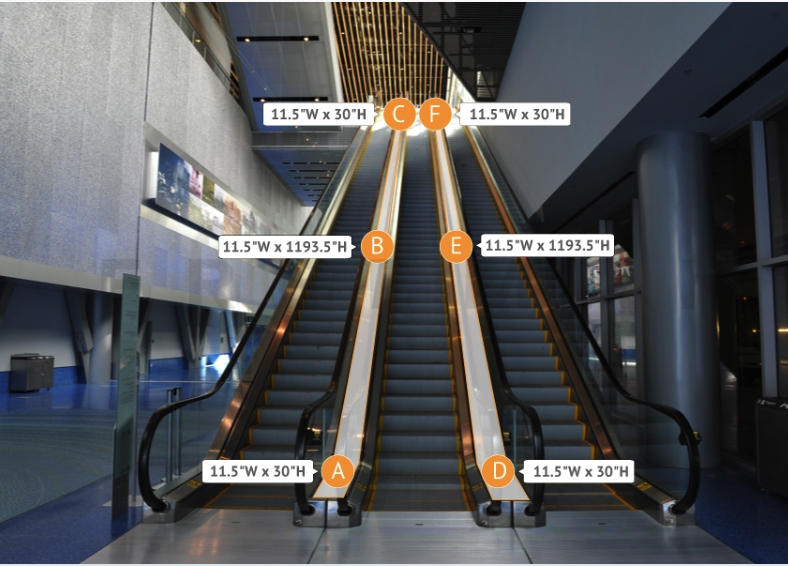 11.5"W x 30"H
C
F
11.5"W x 30"H
11.5"W x 1193.5"H
B
E
11.5"W x 1193.5"H
11.5"W x 30"H
A
D
11.5"W x 30"H